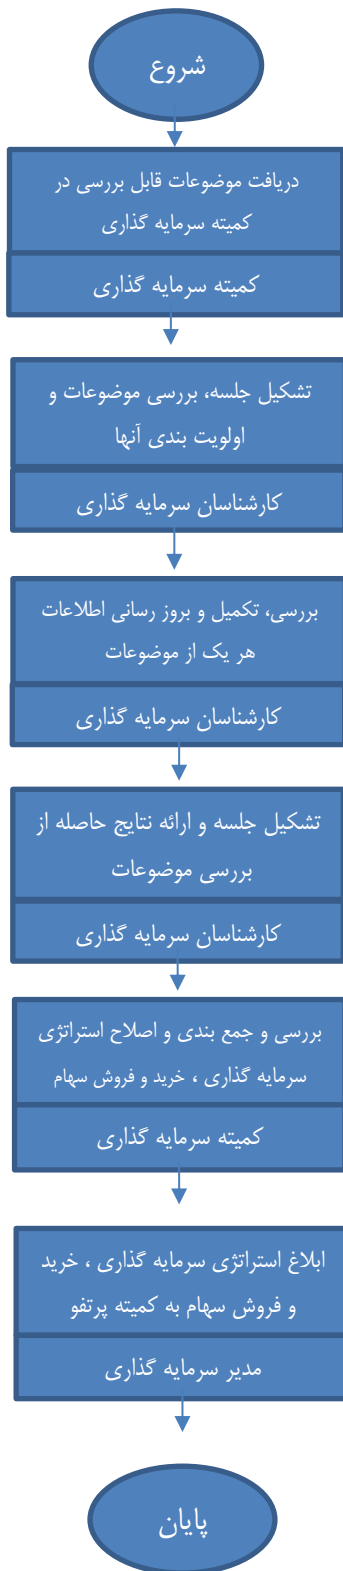 شروع
دریافت موضوعات قابل بررسی در
کمیته سرمایه گذاری
کمیته سرمایه گذاری
تشکیل جلسه، بررسی موضوعات و
اولویت بندی آنها
کارشناسان سرمایه گذاری
بررسی، تکمیل و بروز رسانی اطلاعات
هر یک از موضوعات
کارشناسان سرمایه گذاری
تشکیل جلسه و ارائه نتایج حاصله از
بررسی موضوعات
کارشناسان سرمایه گذاری
بررسی و جمع بندی و اصلاح استراتژی
سرمایه گذاری ، خرید و فروش سهام
کمیته سرمایه گذاری
ابلاغ استراتژی سرمایه گذاری ، خرید
و فروش سهام به کمیته پرتفو
مدیر سرمایه گذاری
پایان